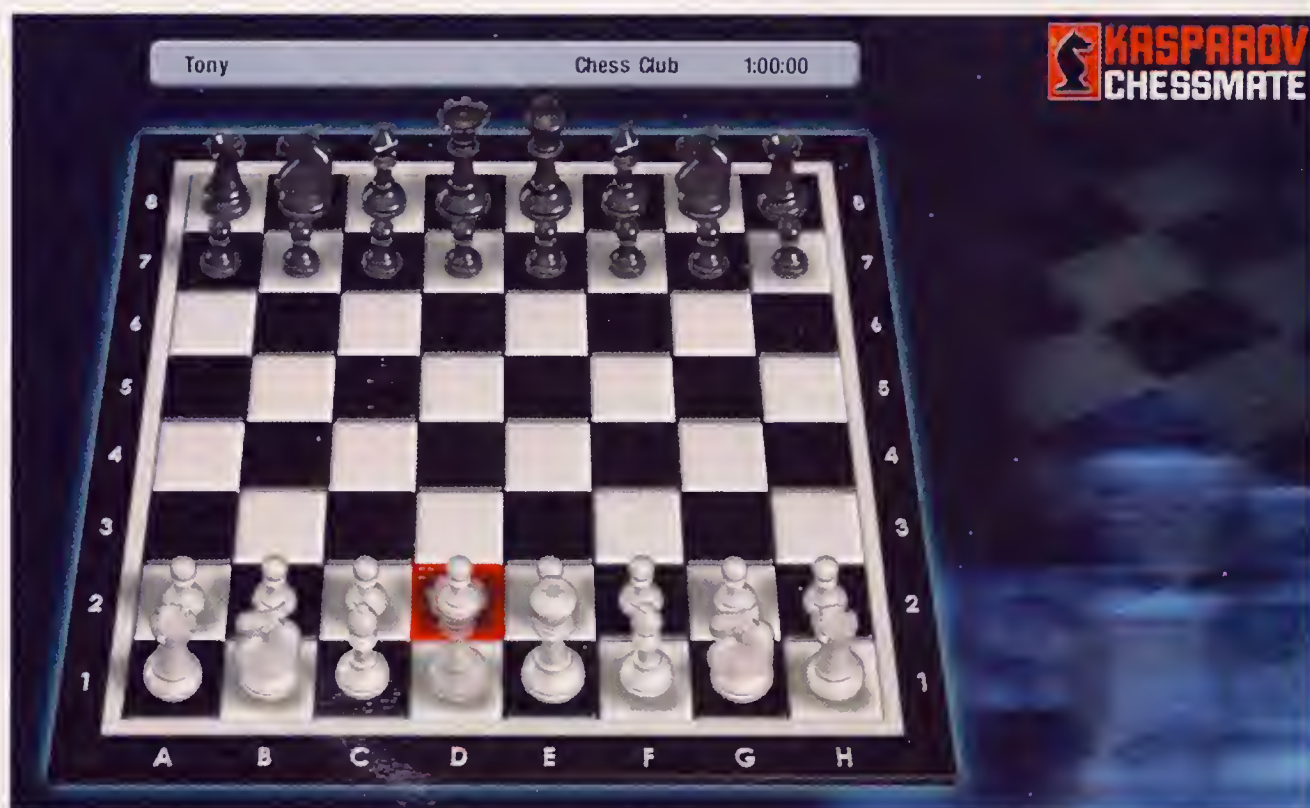 Tony Chess Club 1:00:00
KASPAROV
CHESSMATE
8 8
7 7
6 6
5 5
4 4
3 3
2 2
1 1
A B C D E F G H